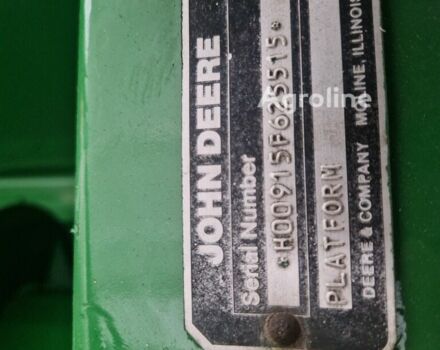 JOHN DEERE
Serial Number
*H00915F625515*
PLATFORM
DEERE & COMPANY MOLINE, ILLINOIS
Agroline